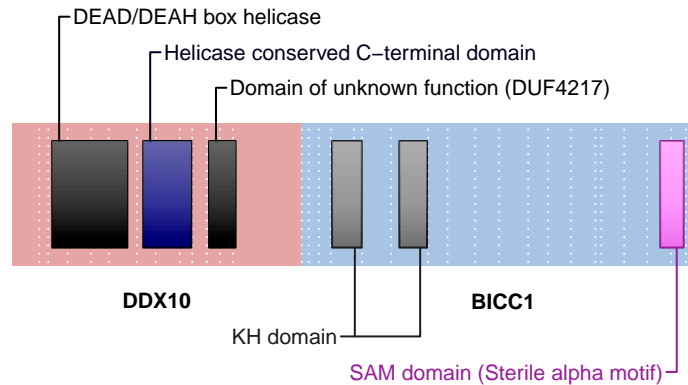 DEAD/DEAH box helicase
Helicase conserved C−terminal domain
Domain of unknown function (DUF4217)
DDX10
BICC1
KH domain
SAM domain (Sterile alpha motif)